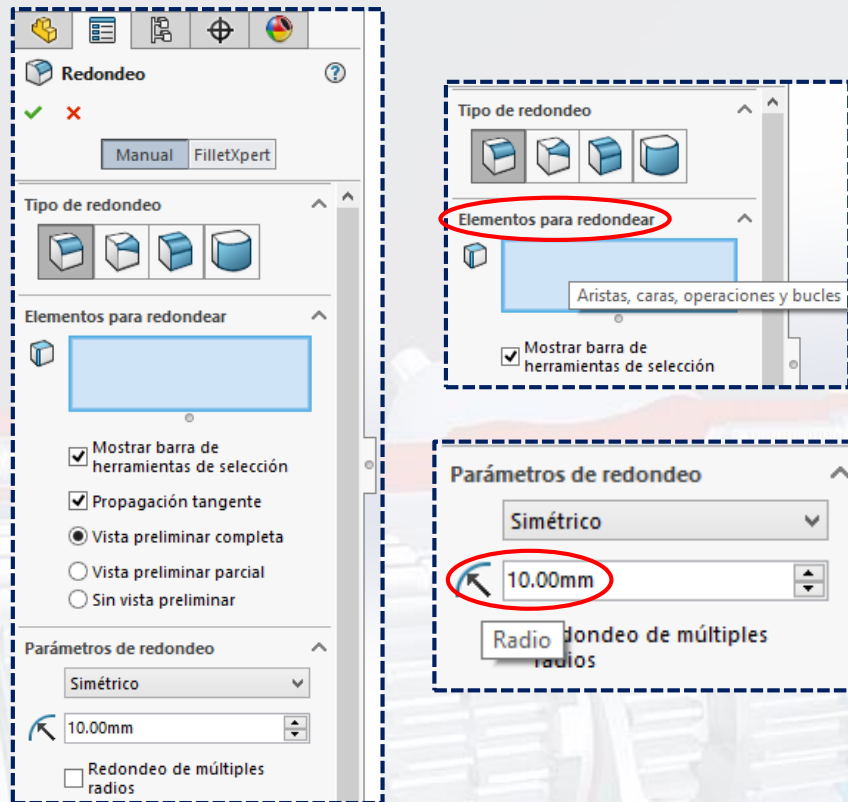 Redondeo
Manual FilletXpert
Tipo de redondeo
Elementos para redondear
Mostrar barra de
herramientas de selección
Propagación tangente
Vista preliminar completa
Vista preliminar parcial
Sin vista preliminar
Parámetros de redondeo
Simétrico
10.00mm
Redondeo de múltiples
radios
Tipo de redondeo
Elementos para redondear
Aristas, caras, operaciones y bucles
Mostrar barra de
herramientas de selección
Parámetros de redondeo
Simétrico
10.00mm
Radio dondeo de múltiples
radios